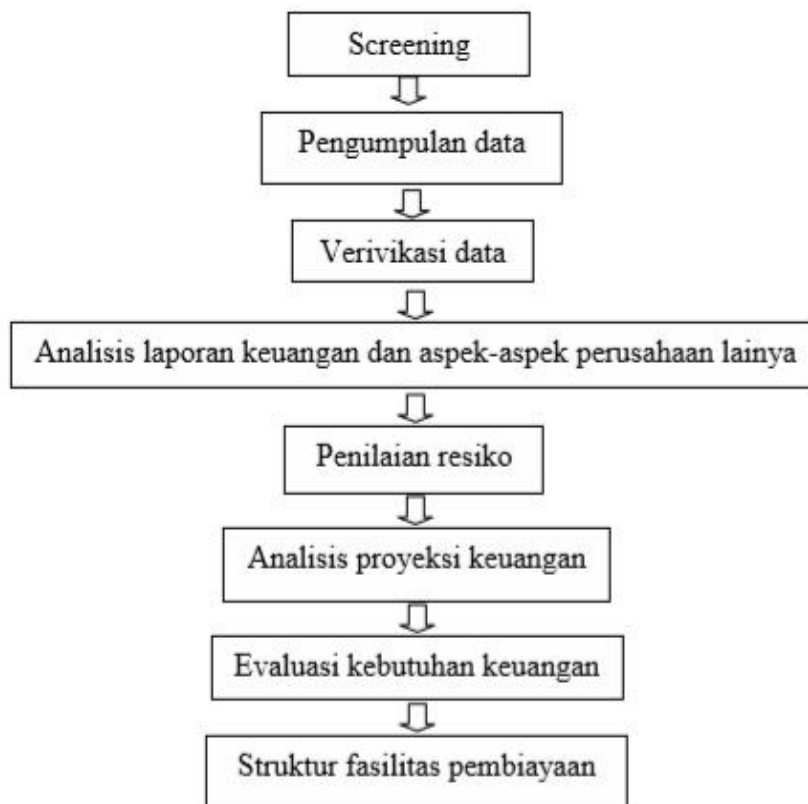 Screening
Pengumpulan data
Verivikasi data
Analisis laporan keuangan dan aspek-aspek perusahaan lainya
Penilaian resiko
Analisis proyeksi keuangan
Evaluasi kebutuhan keuangan
Struktur fasilitas pembiayaan